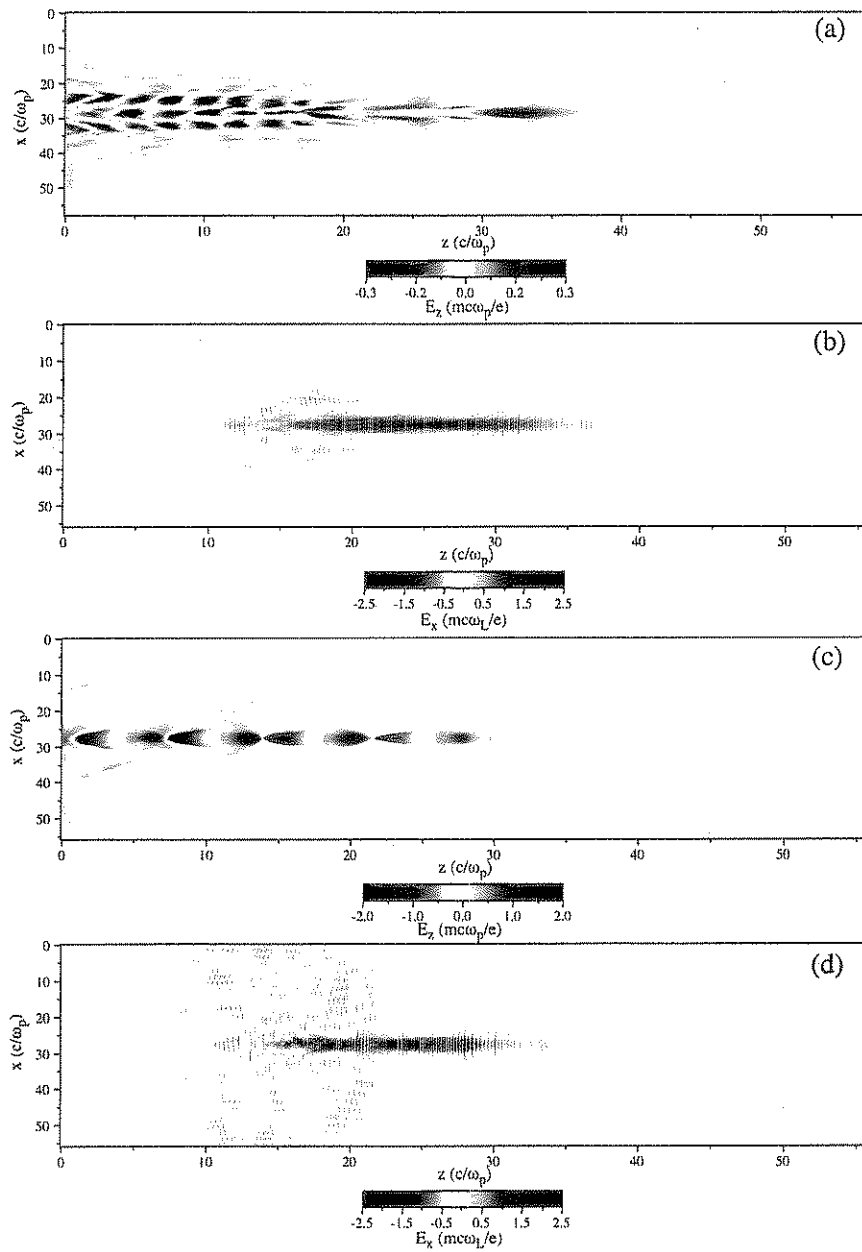 (a)
0
10
20
30
40
50
x (c/ωp)
0 10 20 30 40 50
z (c/ωp)
-0.3 -0.2 0.0 0.2 0.3
Ez (mcωp/e)
(b)
0
10
20
30
40
50
x (c/ωp)
0 10 20 30 40 50
z (c/ωp)
-2.5 -1.5 -0.5 0.5 1.5 2.5
Ex (mcωL/e)
(c)
0
10
20
30
40
50
x (c/ωp)
0 10 20 30 40 50
z (c/ωp)
-2.0 -1.0 0.0 1.0 2.0
Ez (mcωp/e)
(d)
0
10
20
30
40
50
x (c/ωp)
0 10 20 30 40 50
z (c/ωp)
-2.5 -1.5 -0.5 0.5 1.5 2.5
Ex (mcωL/e)